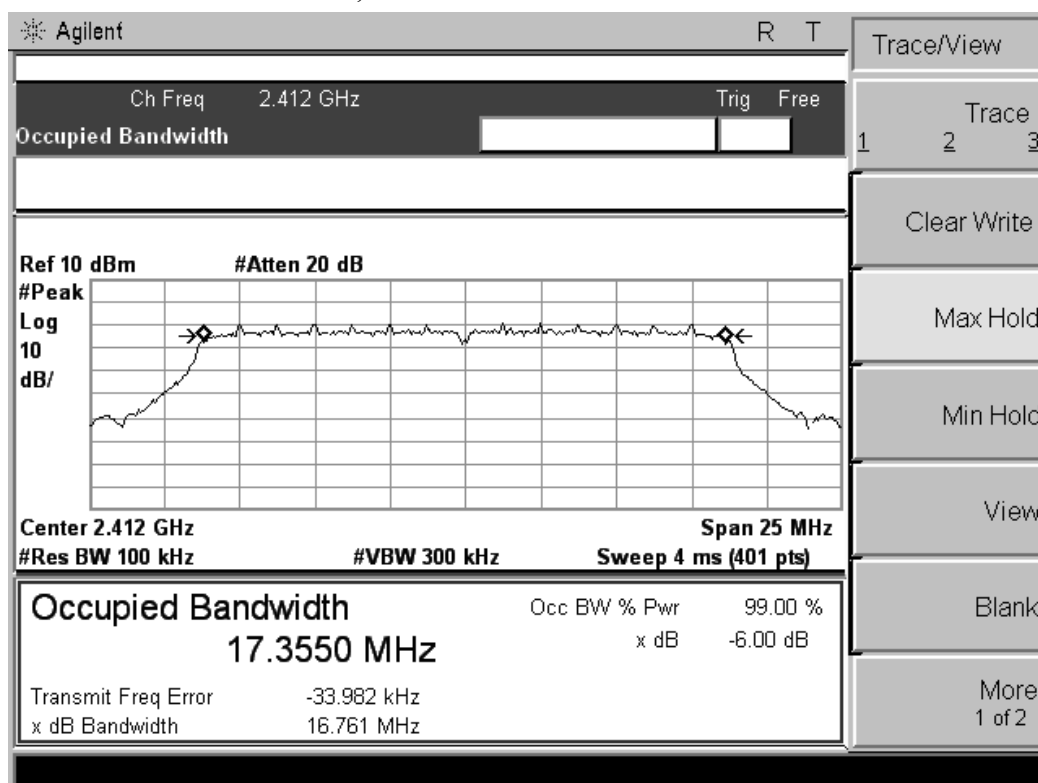 Agilent R T
Trace/View
Ch Freq 2.412 GHz Trig Free
Occupied Bandwidth
Trace
1 2 3
Clear Write
Ref 10 dBm #Atten 20 dB
#Peak
Log
10
dB/
Max Hold
Min Hold
Center 2.412 GHz Span 25 MHz
#Res BW 100 kHz #VBW 300 kHz Sweep 4 ms (401 pts)
View
Occupied Bandwidth
17.3550 MHz
Occ BW % Pwr 99.00 %
x dB -6.00 dB
Transmit Freq Error -33.982 kHz
x dB Bandwidth 16.761 MHz
Blank
More
1 of 2